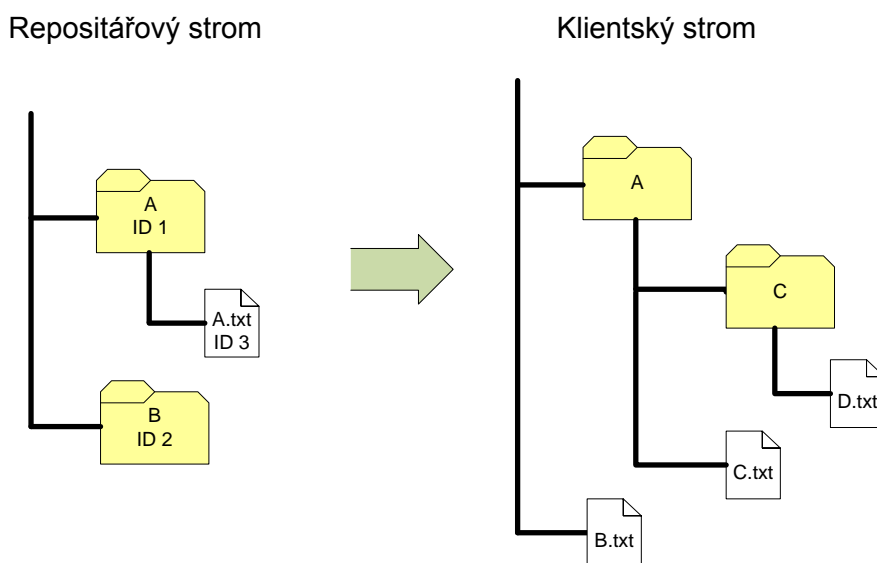 Repositářový strom
A
ID 1
A.txt
ID 3
B
ID 2
Klientský strom
A
C
D.txt
C.txt
B.txt